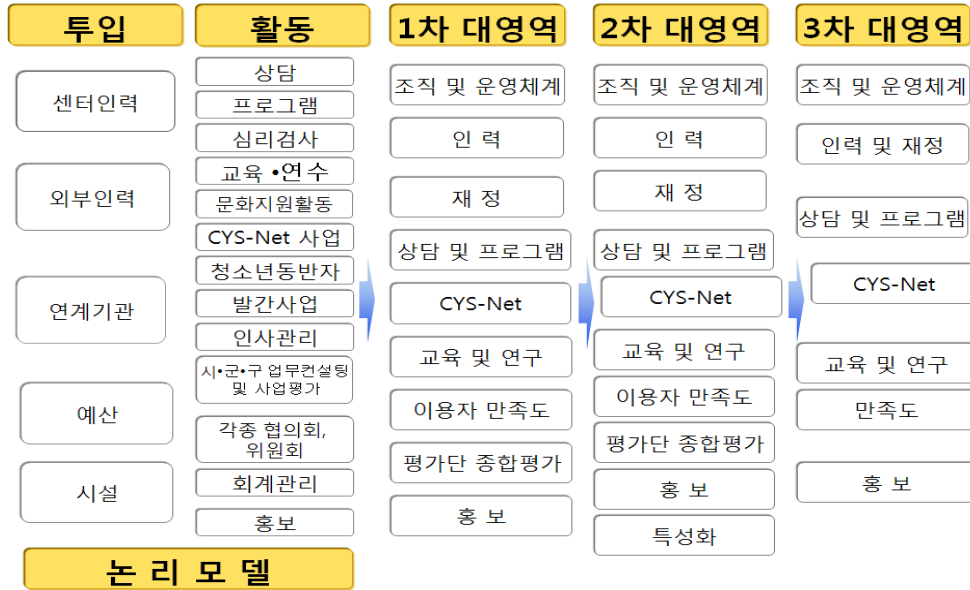 투입
센터인력
외부인력
연계기관
예산
시설
활동
상담
프로그램
심리검사
교육 •연수
문화지원활동
CYS-Net 사업
청소년동반자
발간사업
인사관리
시•군•구 업무컨설팅
및 사업평가
각종 협의회,
위원회
회계관리
홍보
논 리 모 델
1차 대영역
조직 및 운영체계
인 력
재 정
상담 및 프로그램
CYS-Net
교육 및 연구
이용자 만족도
평가단 종합평가
홍 보
2차 대영역
조직 및 운영체계
인 력
재 정
상담 및 프로그램
CYS-Net
교육 및 연구
이용자 만족도
평가단 종합평가
홍 보
특성화
3차 대영역
조직 및 운영체계
인력 및 재정
상담 및 프로그램
CYS-Net
교육 및 연구
만족도
홍 보